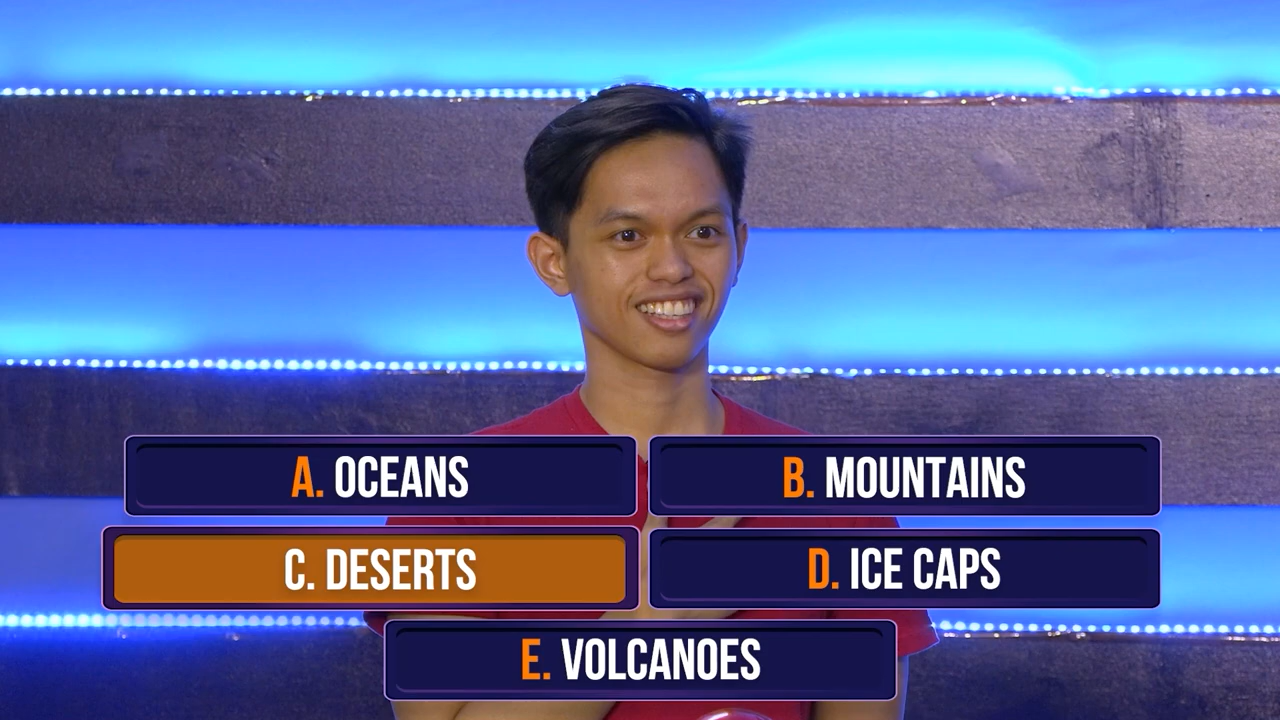 A. OCEANS
B. MOUNTAINS
C. DESERTS
D. ICE CAPS
E. VOLCANOES